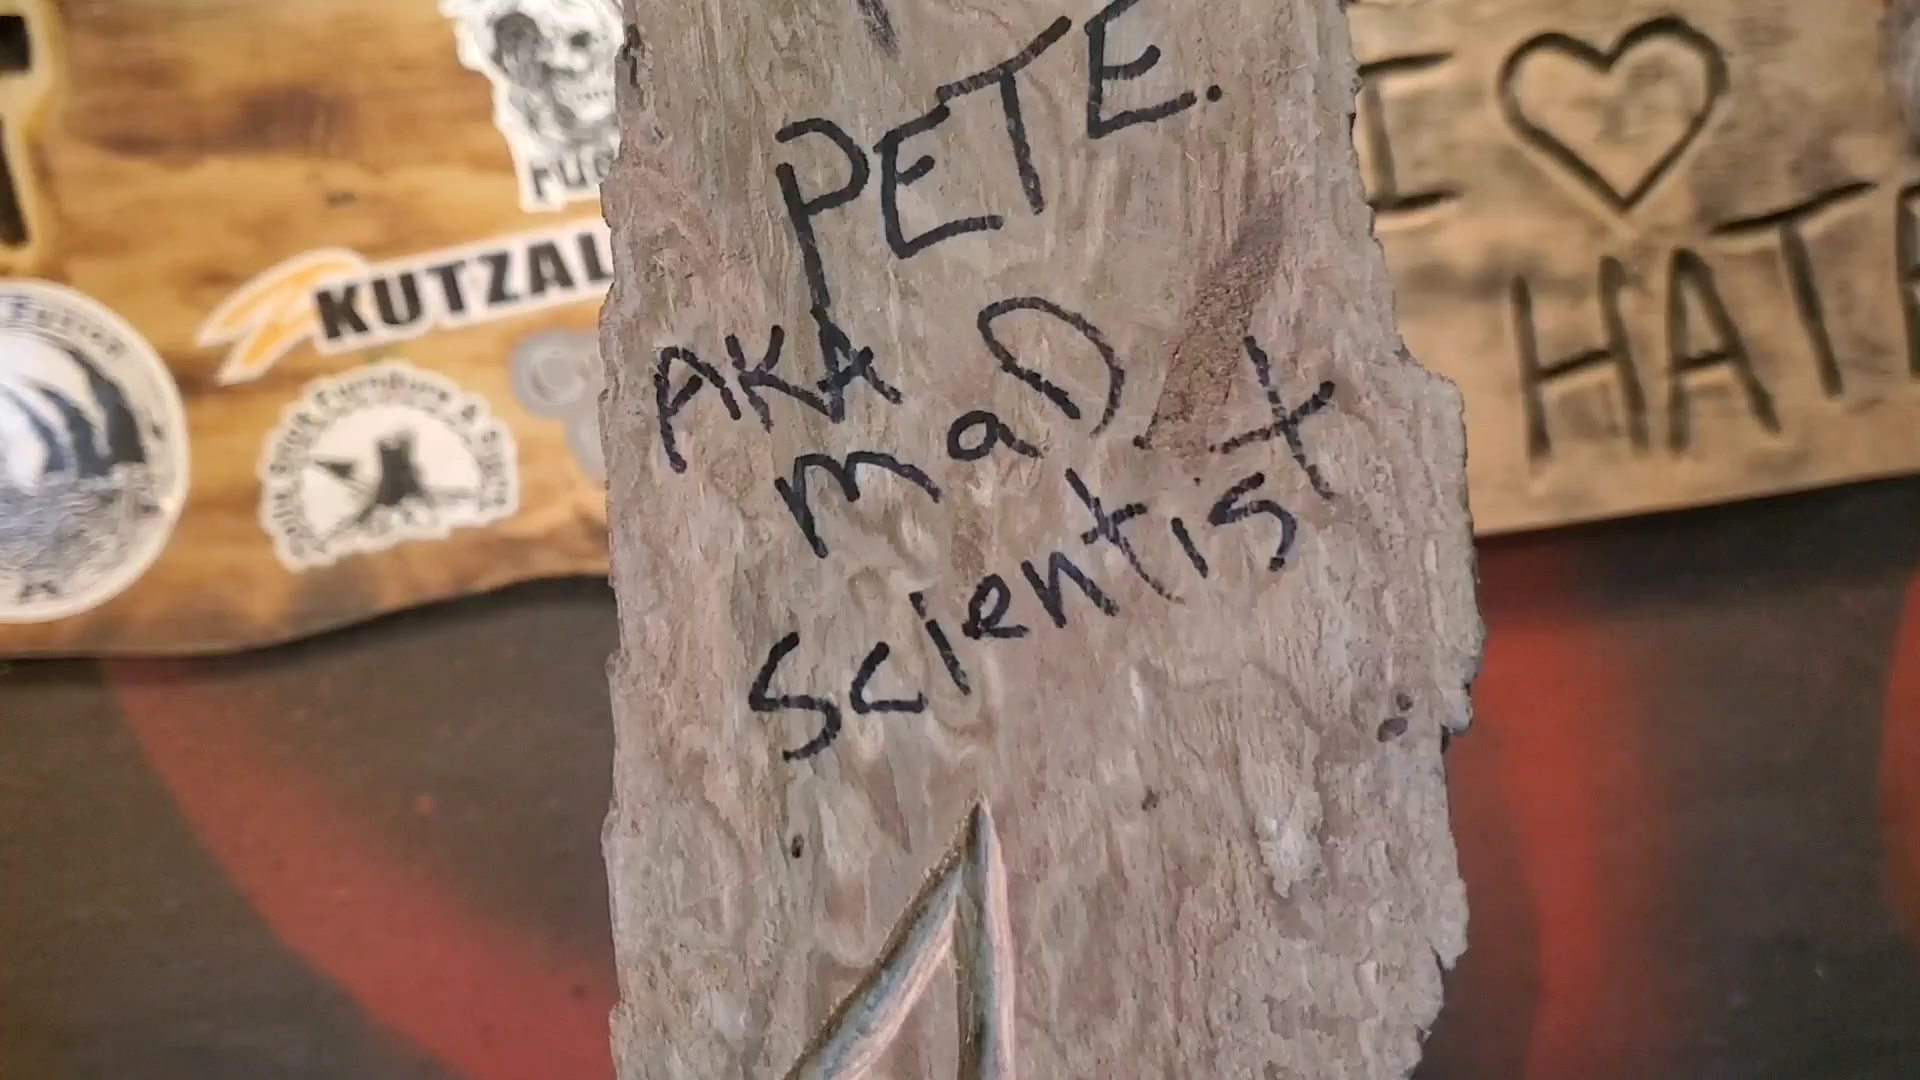 PETE.
AKA
maD
scientist
KUTZAL
I ♥
HATE